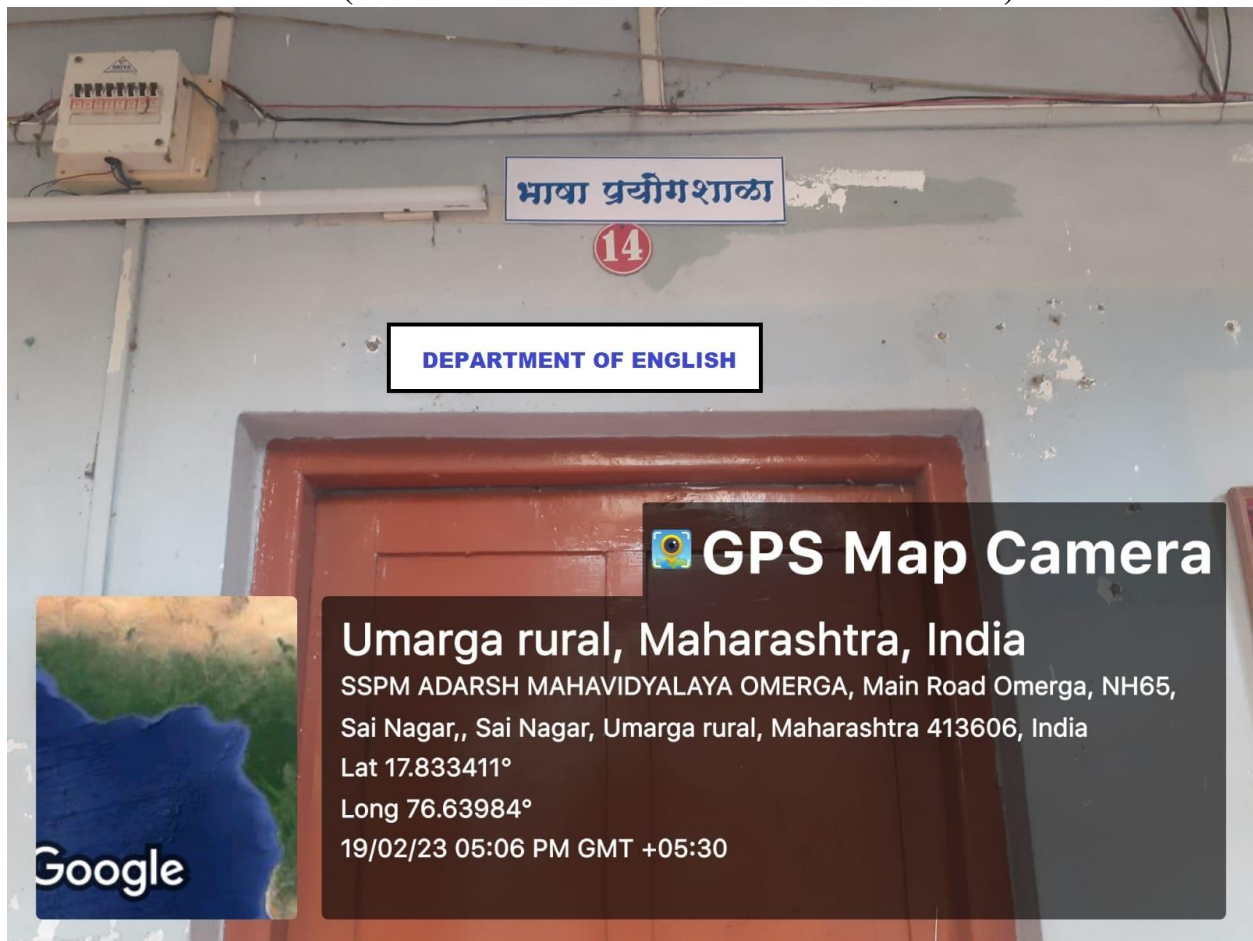 भाषा प्रयोगशाळा
14
DEPARTMENT OF ENGLISH
GPS Map Camera
Umarga rural, Maharashtra, India
SSPM ADARSH MAHAVIDYALAYA OMERGA, Main Road Omerga, NH65,
Sai Nagar,, Sai Nagar, Umarga rural, Maharashtra 413606, India
Lat 17.833411°
Long 76.63984°
19/02/23 05:06 PM GMT +05:30
Google